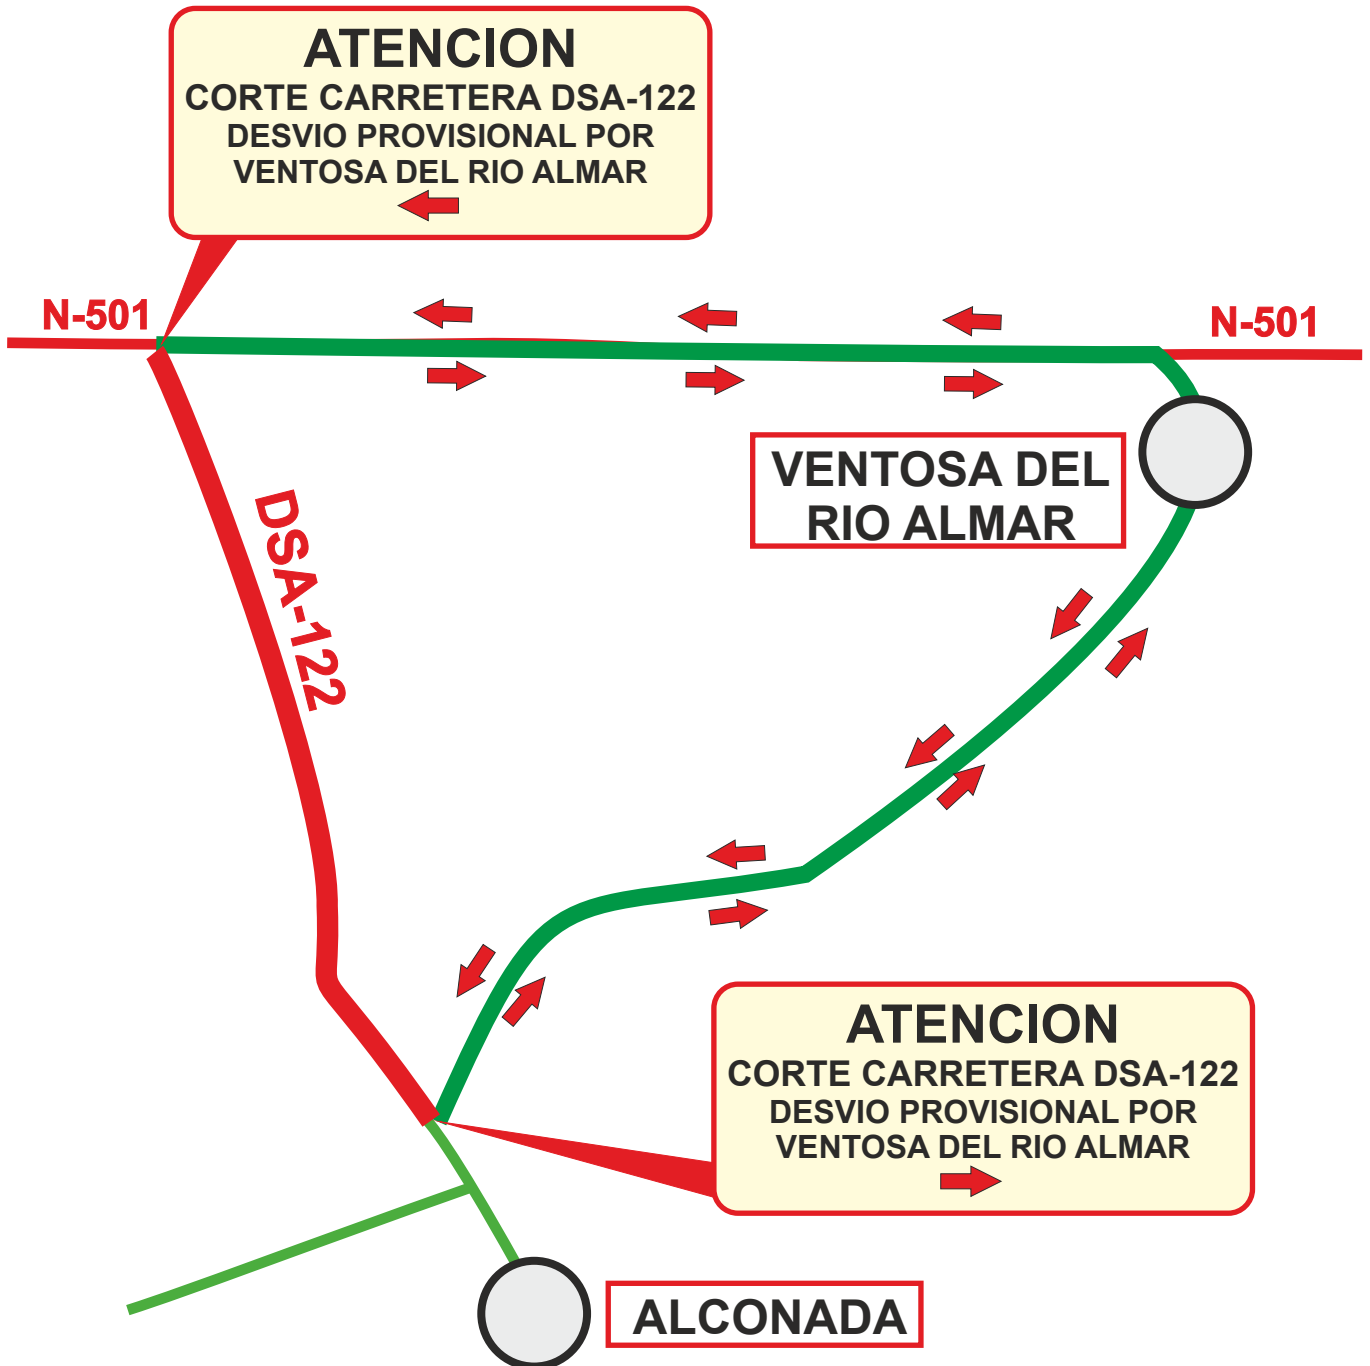 ATENCION
CORTE CARRETERA DSA-122
DESVIO PROVISIONAL POR
VENTOSA DEL RIO ALMAR
N-501
N-501
VENTOSA DEL
RIO ALMAR
DSA-122
ATENCION
CORTE CARRETERA DSA-122
DESVIO PROVISIONAL POR
VENTOSA DEL RIO ALMAR
ALCONADA